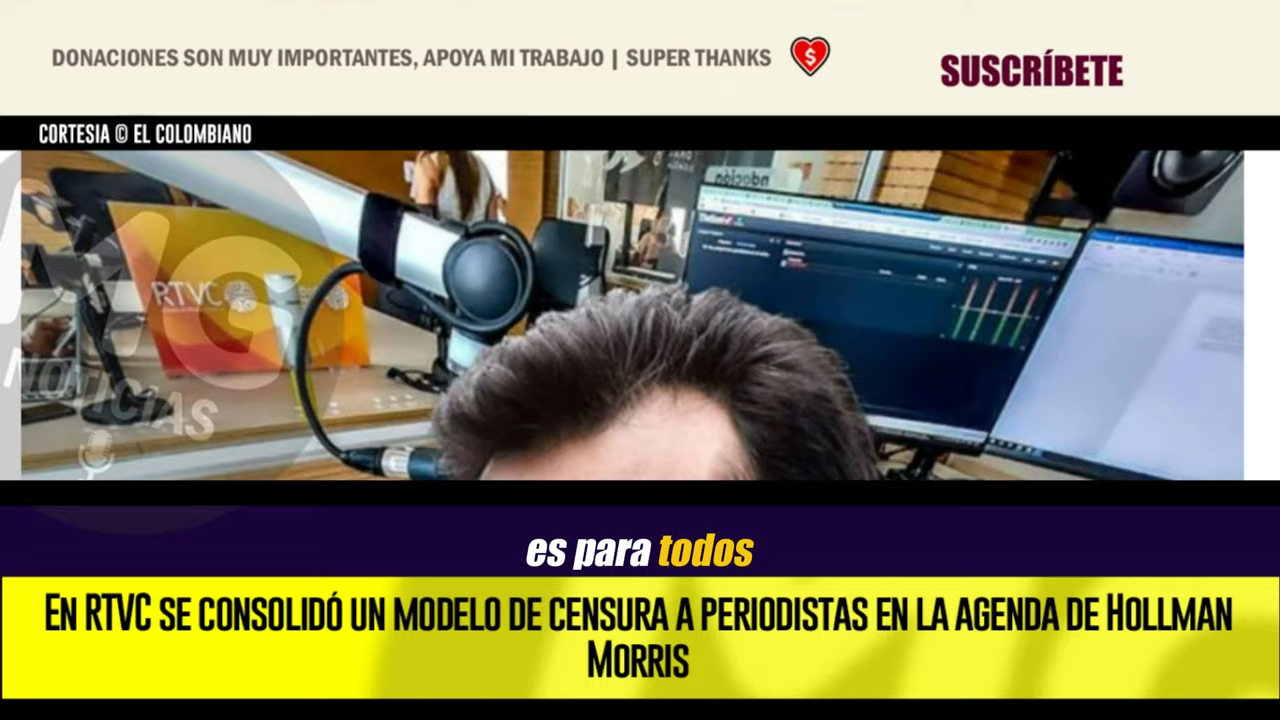 DONACIONES SON MUY IMPORTANTES, APOYA MI TRABAJO | SUPER THANKS
SUSCRÍBETE
CORTESIA © EL COLOMBIANO
RTVC
NOTICIAS
es para todos
EN RTVC SE CONSOLIDÓ UN MODELO DE CENSURA A PERIODISTAS EN LA AGENDA DE HOLLMAN
MORRIS